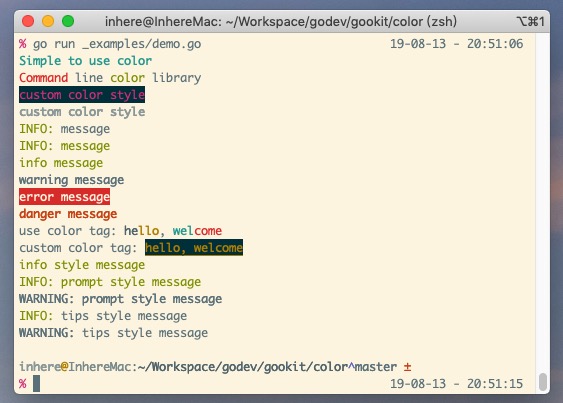 inhere@InhereMac: ~/Workspace/godev/gookit/color (zsh) ⌥⌘1
% go run _examples/demo.go 19-08-13 - 20:51:06
Simple to use color
Command line color library
custom color style
custom color style
INFO: message
INFO: message
info message
warning message
error message
danger message
use color tag: hello, welcome
custom color tag: hello, welcome
info style message
INFO: prompt style message
WARNING: prompt style message
INFO: tips style message
WARNING: tips style message
inhere@InhereMac:~/Workspace/godev/gookit/color^master ±
% 19-08-13 - 20:51:15